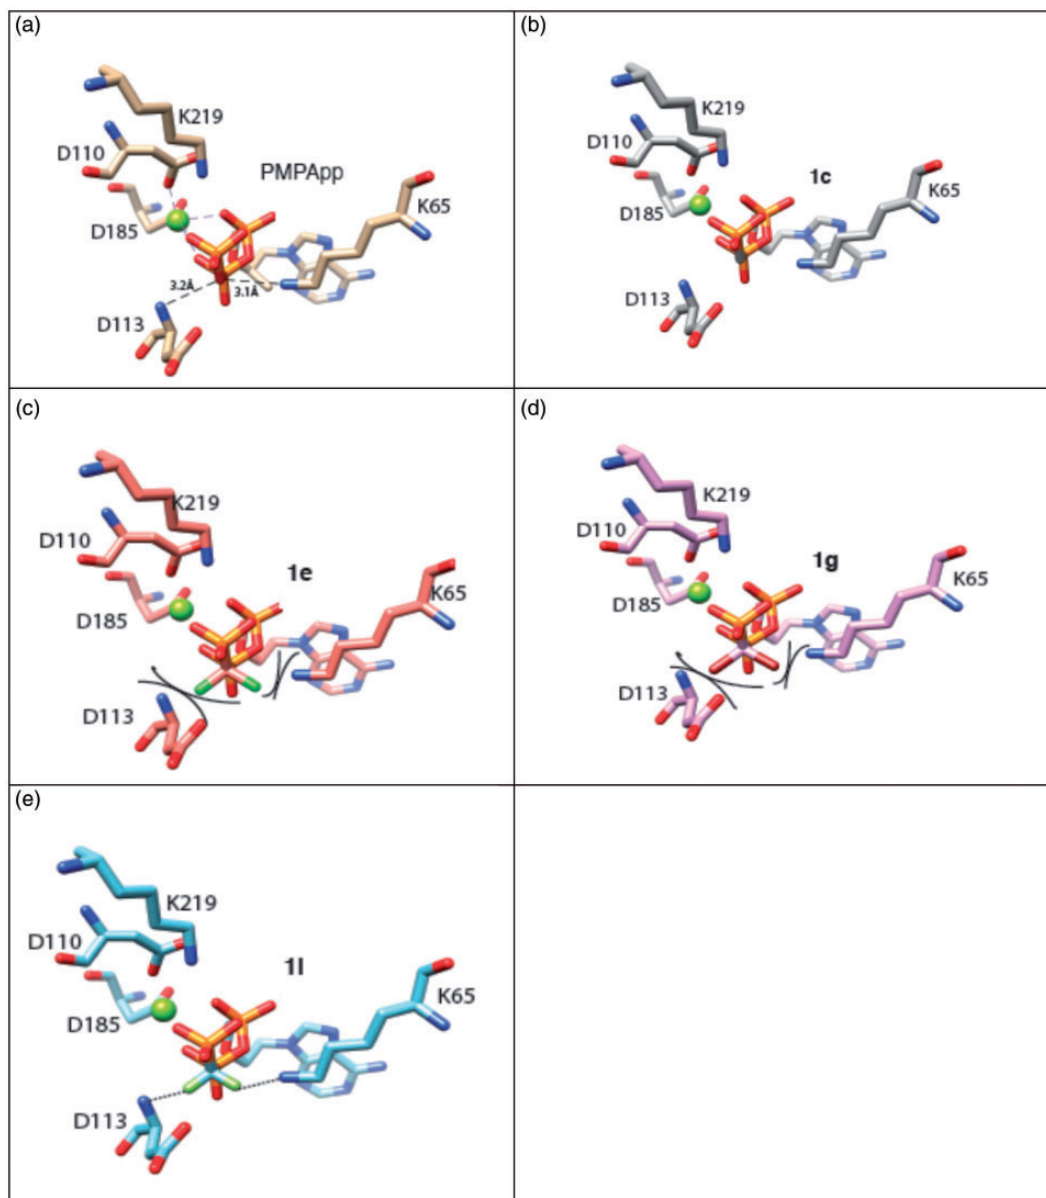 (a)
K219
D110
PMPApp
K65
D185
3.2Å
3.1Å
D113
(b)
K219
D110
1c
K65
D185
D113
(c)
K219
D110
1e
K65
D185
D113
(d)
K219
D110
1g
K65
D185
D113
(e)
K219
D110
1l
K65
D185
D113